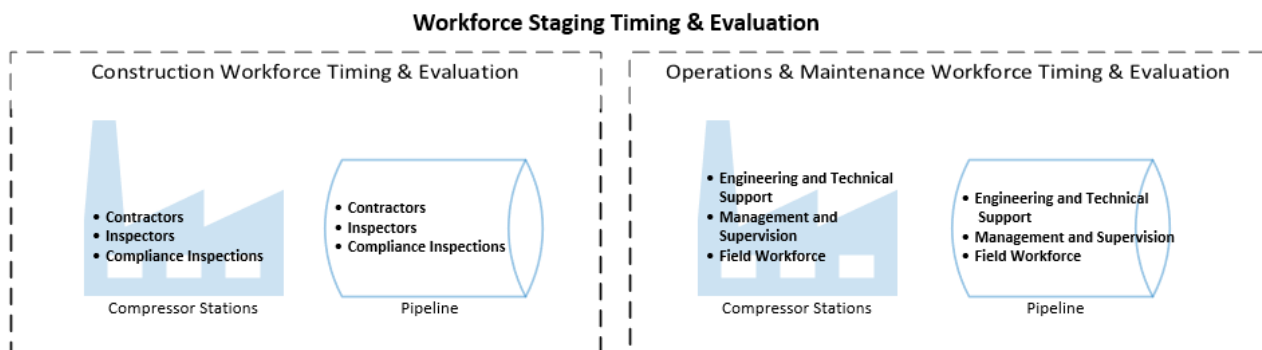 Workforce Staging Timing & Evaluation
Construction Workforce Timing & Evaluation
• Contractors
• Inspectors
• Compliance Inspections
Compressor Stations
• Contractors
• Inspectors
• Compliance Inspections
Pipeline
Operations & Maintenance Workforce Timing & Evaluation
• Engineering and Technical
Support
• Management and
Supervision
• Field Workforce
Compressor Stations
• Engineering and Technical
Support
• Management and Supervision
• Field Workforce
Pipeline